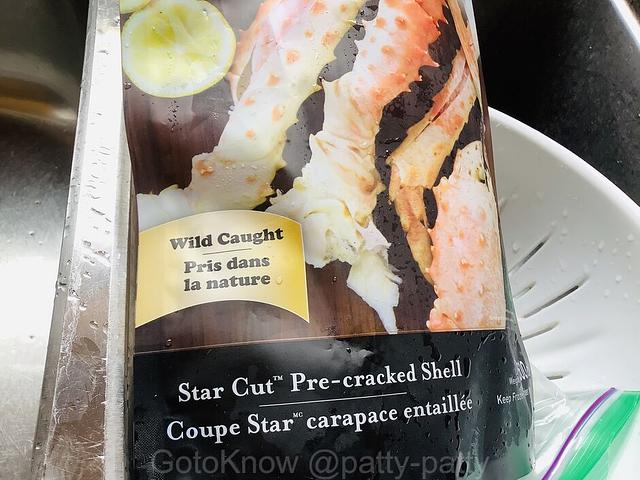 Wild Caught
Pris dans
la nature
Star Cut™ Pre-cracked Shell
Coupe Star MC carapace entaillée
Keep
GotoKnow @patty-party